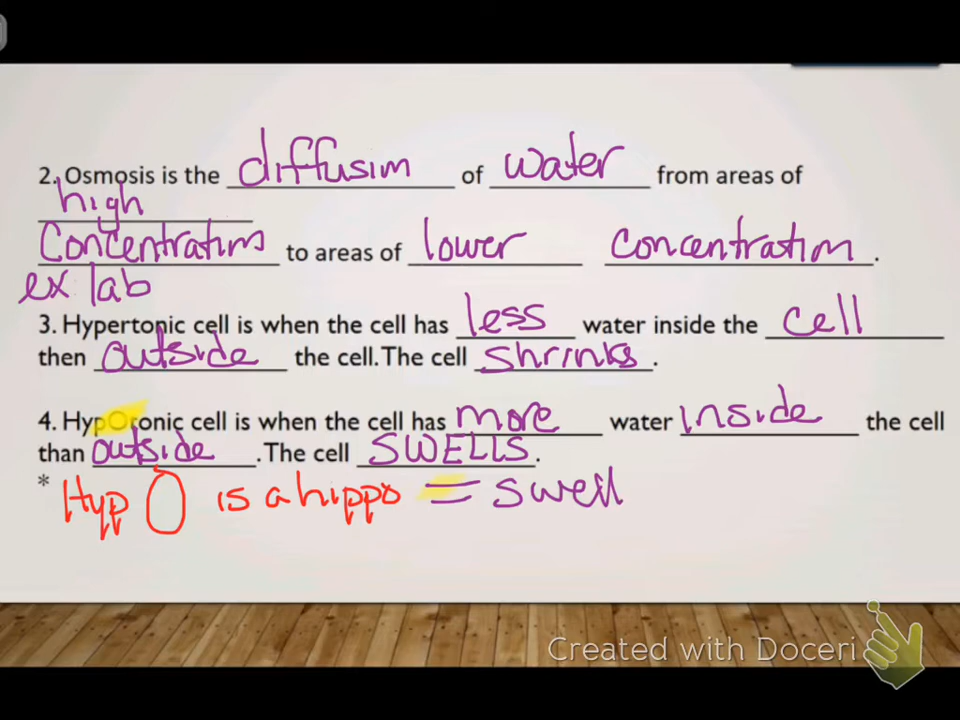 2. Osmosis is the diffusion of water from areas of
high
Concentration to areas of lower concentration.
ex lab
3. Hypertonic cell is when the cell has less water inside the cell
then outside the cell. The cell shrinks.
4. HypOtonic cell is when the cell has more water inside the cell
than outside. The cell SWELLS.
* Hyp O is a hippo = swell
Created with Doceri